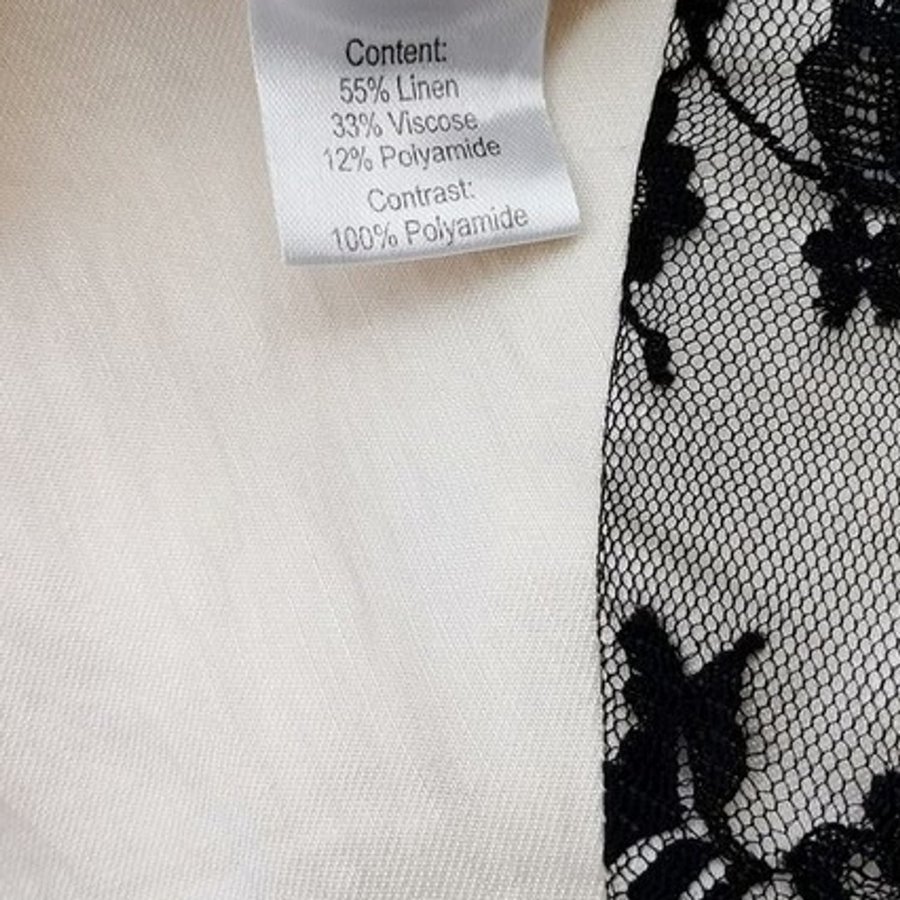 Content:
55% Linen
33% Viscose
12% Polyamide
Contrast:
100% Polyamide